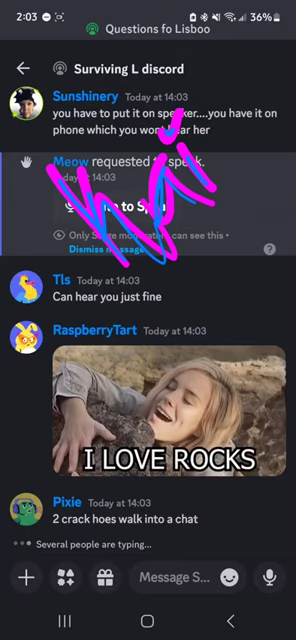 2:03
36%
Questions fo Lisboo
Surviving L discord
Sunshinery Today at 14:03
you have to put it on speaker....you have it on
phone which you won't hear her
Meow requested to speak.
Today at 14:03
to Sp
Only Stage moderators can see this •
Dismiss message
Tls Today at 14:03
Can hear you just fine
RaspberryTart Today at 14:03
I LOVE ROCKS
Pixie Today at 14:03
2 crack hoes walk into a chat
Several people are typing...
Message S...